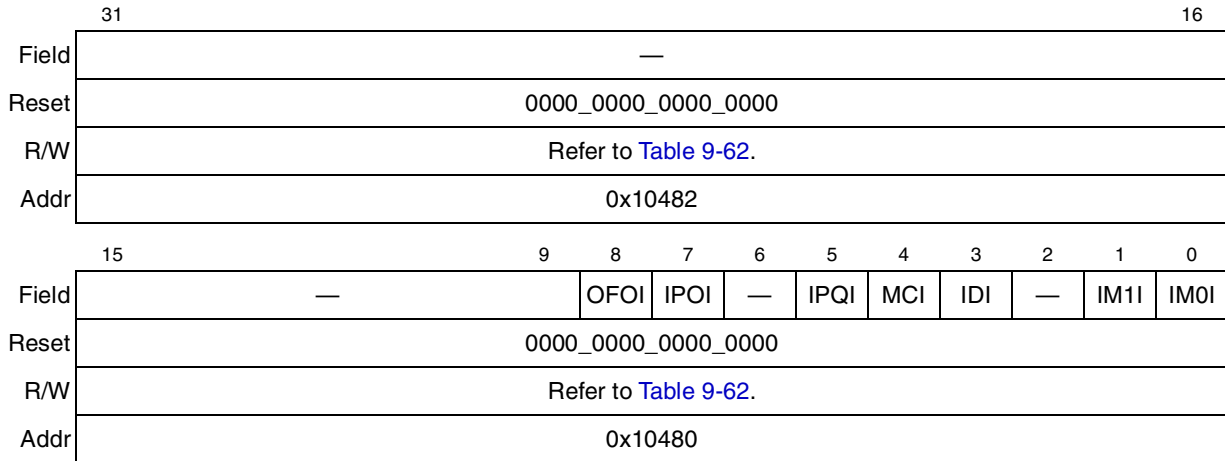 31 16
Field —
Reset 0000_0000_0000_0000
R/W Refer to Table 9-62.
Addr 0x10482
15 9 8 7 6 5 4 3 2 1 0
Field — OFOI IPOI — IPQI MCI IDI — IM1I IM0I
Reset 0000_0000_0000_0000
R/W Refer to Table 9-62.
Addr 0x10480